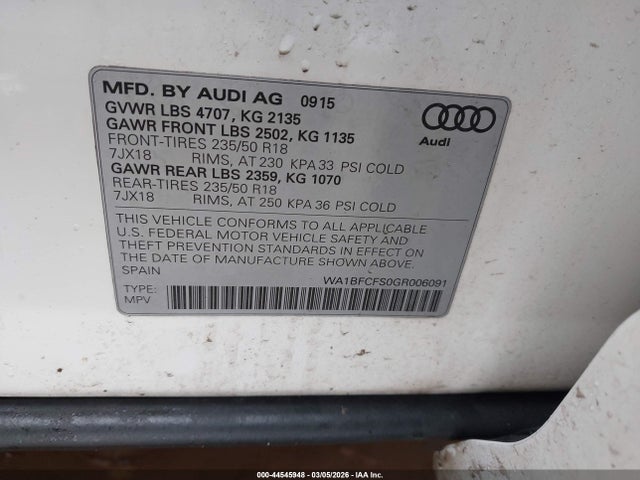 MFD. BY AUDI AG 0915
GVWR LBS 4707, KG 2135
GAWR FRONT LBS 2502, KG 1135
FRONT-TIRES 235/50 R18
7JX18 RIMS, AT 230 KPA 33 PSI COLD
GAWR REAR LBS 2359, KG 1070
REAR-TIRES 235/50 R18
7JX18 RIMS, AT 250 KPA 36 PSI COLD
Audi
THIS VEHICLE CONFORMS TO ALL APPLICABLE
U.S. FEDERAL MOTOR VEHICLE SAFETY AND
THEFT PREVENTION STANDARDS IN EFFECT ON
THE DATE OF MANUFACTURE SHOWN ABOVE.
SPAIN
WA1BFCFS0GR006091
TYPE:
MPV
000-44545948 - 03/05/2026 - IAA Inc.